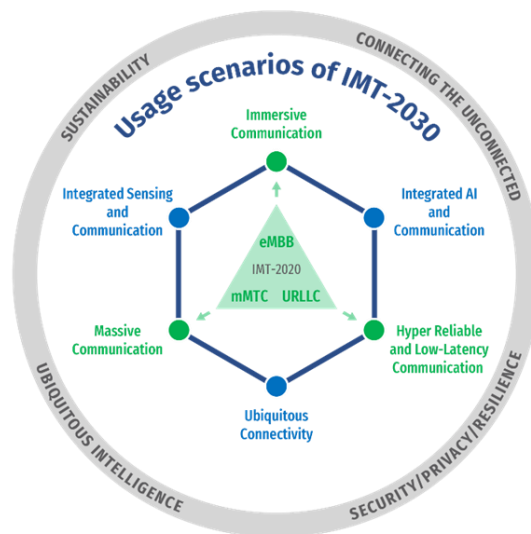 SUSTAINABILITY
CONNECTING THE UNCONNECTED
Usage scenarios of IMT-2030
Immersive
Communication
Integrated Sensing
and
Communication
Integrated AI
and
Communication
eMBB
IMT-2020
mMTC URLLC
Massive
Communication
Hyper Reliable
and Low-Latency
Communication
Ubiquitous
Connectivity
UBIQUITOUS INTELLIGENCE
SECURITY/PRIVACY/RESILIENCE